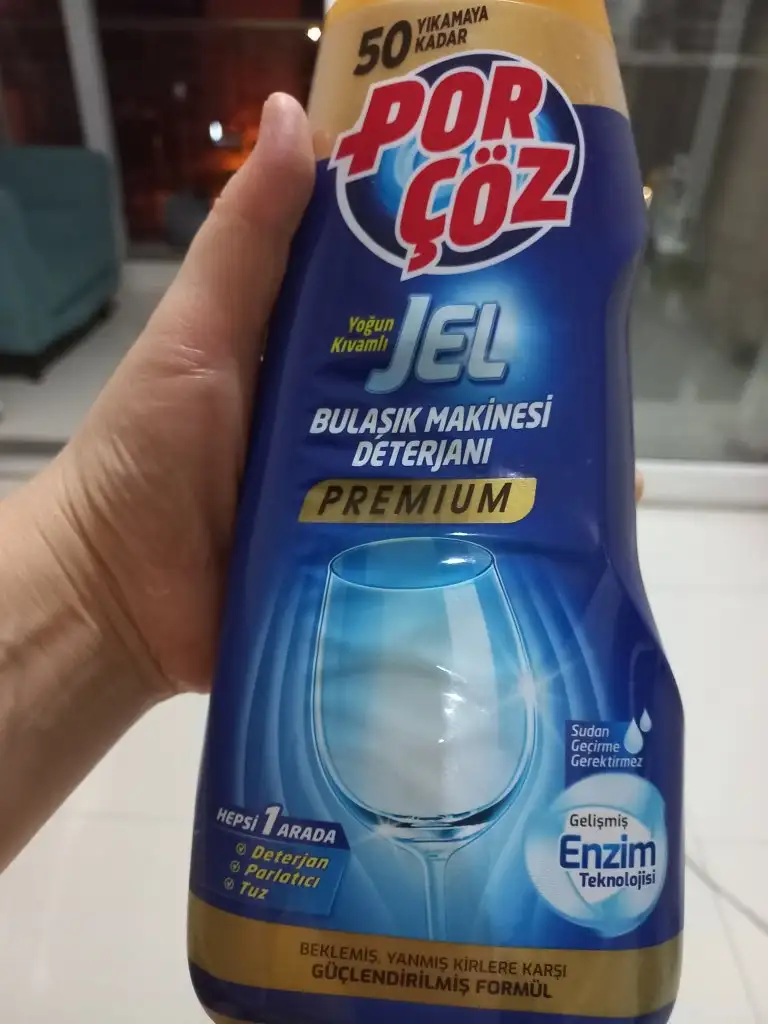 50 YIKAMAYA
KADAR
POR
ÇÖZ
Yoğun
Kıvamlı
JEL
BULAŞIK MAKİNESİ
DETERJANI
PREMIUM
Sudan
Geçirme
Gerektirmez
Gelişmiş
Enzim
Teknolojisi
HEPSİ 1 ARADA
Deterjan
Parlatıcı
Tuz
BEKLEMİŞ, YANMIŞ KİRLERE KARŞI
GÜÇLENDİRİLMİŞ FORMÜL